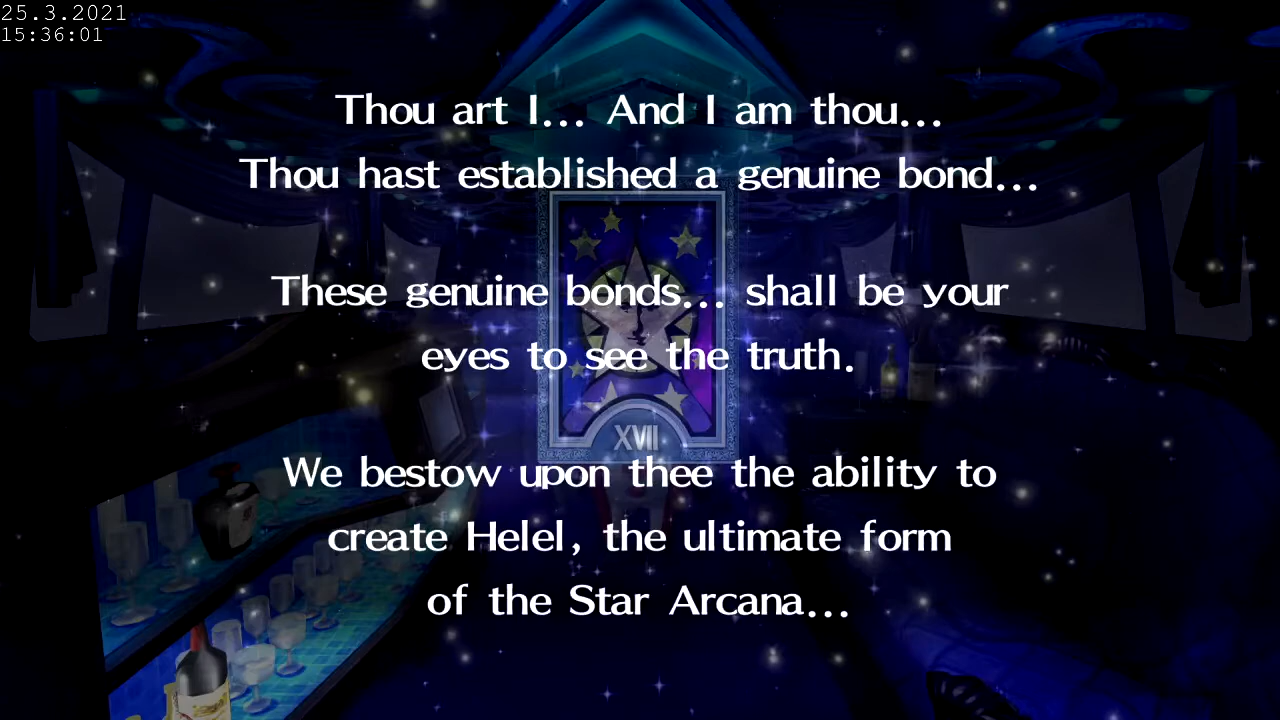 25.3.2021
15:36:01
Thou art I... And I am thou...
Thou hast established a genuine bond...
These genuine bonds... shall be your
eyes to see the truth.
XVII
We bestow upon thee the ability to
create Helel, the ultimate form
of the Star Arcana...